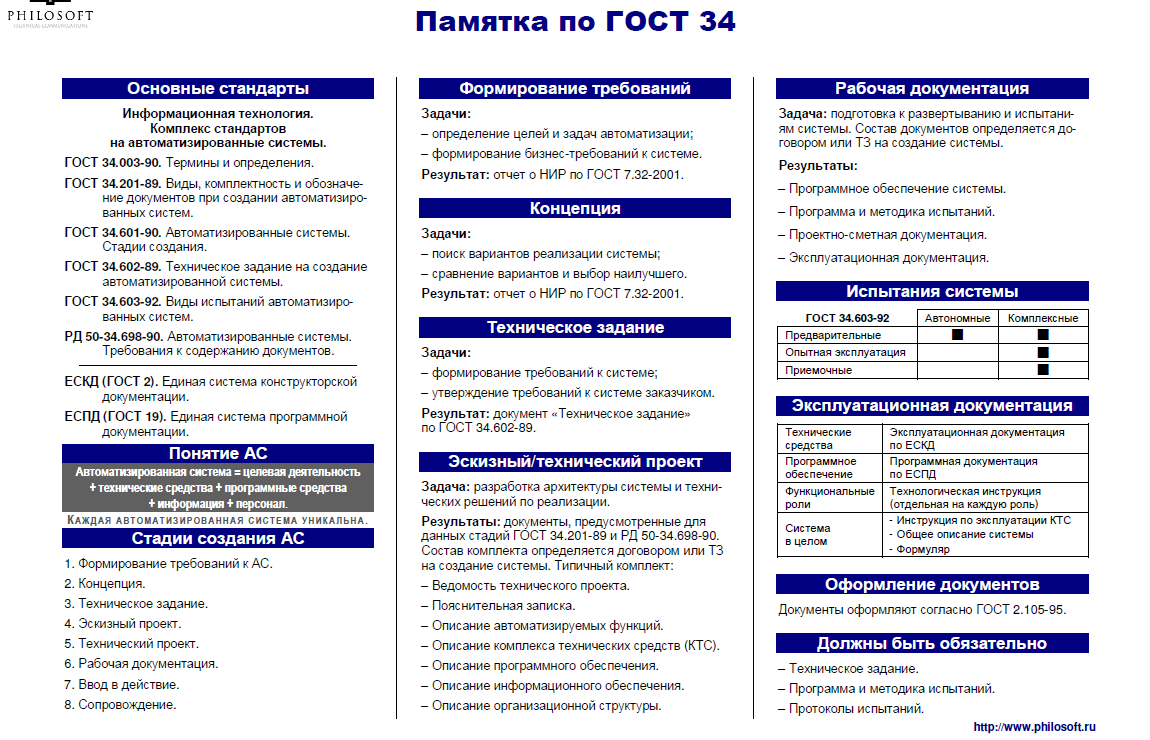 PHILOSOFT
TECHNICAL COMMUNICATIONS
Памятка по ГОСТ 34
Основные стандарты
Информационная технология.
Комплекс стандартов
на автоматизированные системы.
ГОСТ 34.003-90. Термины и определения.
ГОСТ 34.201-89. Виды, комплектность и обозначе-
ние документов при создании автоматизиро-
ванных систем.
ГОСТ 34.601-90. Автоматизированные системы.
Стадии создания.
ГОСТ 34.602-89. Техническое задание на создание
автоматизированной системы.
ГОСТ 34.603-92. Виды испытаний автоматизиро-
ванных систем.
РД 50-34.698-90. Автоматизированные системы.
Требования к содержанию документов.
ЕСКД (ГОСТ 2). Единая система конструкторской
документации.
ЕСПД (ГОСТ 19). Единая система программной
документации.
Понятие АС
Автоматизированная система = целевая деятельность
+ технические средства + программные средства
+ информация + персонал.
КАЖДАЯ АВТОМАТИЗИРОВАННАЯ СИСТЕМА УНИКАЛЬНА.
Стадии создания АС
1. Формирование требований к АС.
2. Концепция.
3. Техническое задание.
4. Эскизный проект.
5. Технический проект.
6. Рабочая документация.
7. Ввод в действие.
8. Сопровождение.
Формирование требований
Задачи:
– определение целей и задач автоматизации;
– формирование бизнес-требований к системе.
Результат: отчет о НИР по ГОСТ 7.32-2001.
Концепция
Задачи:
– поиск вариантов реализации системы;
– сравнение вариантов и выбор наилучшего.
Результат: отчет о НИР по ГОСТ 7.32-2001.
Техническое задание
Задачи:
– формирование требований к системе;
– утверждение требований к системе заказчиком.
Результат: документ «Техническое задание»
по ГОСТ 34.602-89.
Эскизный/технический проект
Задача: разработка архитектуры системы и техни-
ческих решений по реализации.
Результаты: документы, предусмотренные для
данных стадий ГОСТ 34.201-89 и РД 50-34.698-90.
Состав комплекта определяется договором или ТЗ
на создание системы. Типичный комплект:
– Ведомость технического проекта.
– Пояснительная записка.
– Описание автоматизируемых функций.
– Описание комплекса технических средств (КТС).
– Описание программного обеспечения.
– Описание информационного обеспечения.
– Описание организационной структуры.
Рабочая документация
Задача: подготовка к развертыванию и испытани-
ям системы. Состав документов определяется до-
говором или ТЗ на создание системы.
Результаты:
– Программное обеспечение системы.
– Программа и методика испытаний.
– Проектно-сметная документация.
– Эксплуатационная документация.
Испытания системы
ГОСТ 34.603-92 Автономные Комплексные
Предварительные ■ ■
Опытная эксплуатация ■
Приемочные ■
Эксплуатационная документация
Технические Эксплуатационная документация
средства по ЕСКД
Программное Программная документация
обеспечение по ЕСПД
Функциональные Технологическая инструкция
роли (отдельная на каждую роль)
Система
в целом
- Инструкция по эксплуатации КТС
- Общее описание системы
- Формуляр
Оформление документов
Документы оформляют согласно ГОСТ 2.105-95.
Должны быть обязательно
– Техническое задание.
– Программа и методика испытаний.
– Протоколы испытаний.
http://www.philosoft.ru